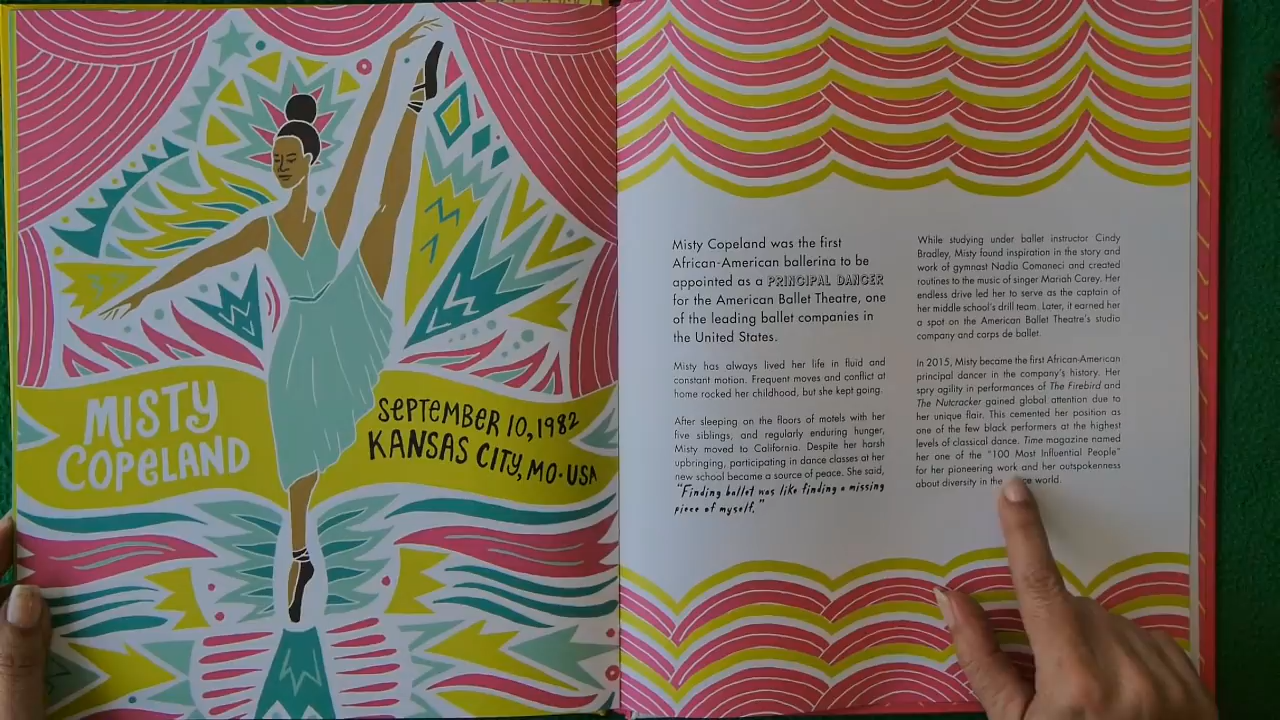 MISTY
COPELAND
SEPTEMBER 10, 1982
KANSAS CITY, MO · USA
Misty Copeland was the first
African-American ballerina to be
appointed as a PRINCIPAL DANCER
for the American Ballet Theatre, one
of the leading ballet companies in
the United States.
Misty has always lived her life in fluid and
constant motion. Frequent moves and conflict at
home rocked her childhood, but she kept going.
After sleeping on the floors of motels with her
five siblings, and regularly enduring hunger,
Misty moved to California. Despite her harsh
upbringing, participating in dance classes at her
new school became a source of peace. She said,
"Finding ballet was like finding a missing
piece of myself."
While studying under ballet instructor Cindy
Bradley, Misty found inspiration in the story and
work of gymnast Nadia Comaneci and created
routines to the music of singer Mariah Carey. Her
endless drive led her to serve as the captain of
her middle school's drill team. Later, it earned her
a spot on the American Ballet Theatre's studio
company and corps de ballet.
In 2015, Misty became the first African-American
principal dancer in the company's history. Her
spry agility in performances of The Firebird and
The Nutcracker gained global attention due to
her unique flair. This cemented her position as
one of the few black performers at the highest
levels of classical dance. Time magazine named
her one of the "100 Most Influential People"
for her pioneering work and her outspokenness
about diversity in the world.